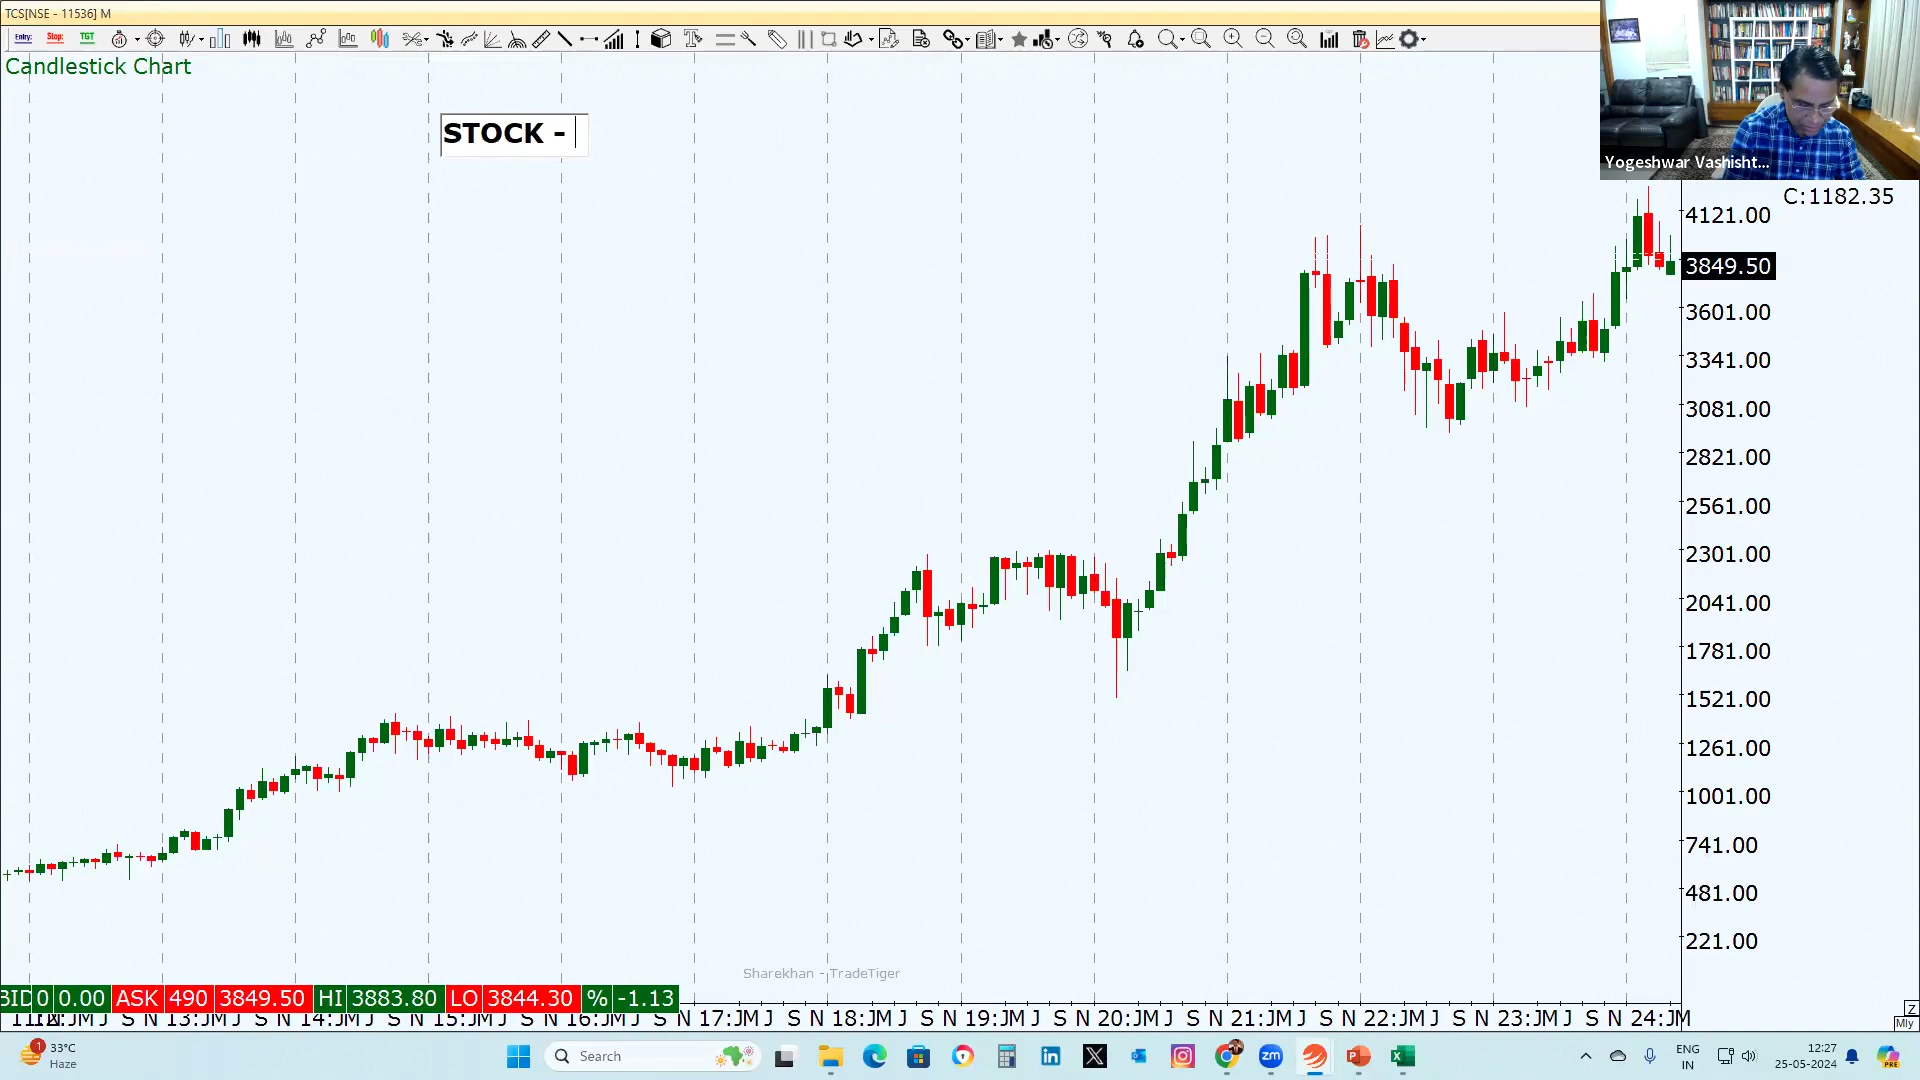 TCS[NSE - 11536] M
Entry: Stop: TGT
Candlestick Chart
STOCK -
Yogeshwar Vashisht...
C:1182.35
4121.00
3849.50
3601.00
3341.00
3081.00
2821.00
2561.00
2301.00
2041.00
1781.00
1521.00
1261.00
1001.00
741.00
481.00
221.00
Sharekhan - TradeTiger
BID 0 0.00 ASK 490 3849.50 HI 3883.80 LO 3844.30 % -1.13
S N 13:JMJ S N 14:JMJ S N 15:JMJ S N 16:JMJ S N 17:JMJ S N 18:JMJ S N 19:JMJ S N 20:JMJ S N 21:JMJ S N 22:JMJ S N 23:JMJ S N 24:JM
Z
Mly
1
33°C
Haze
Search
zm
ENG
IN
12:27
25-05-2024
PRE